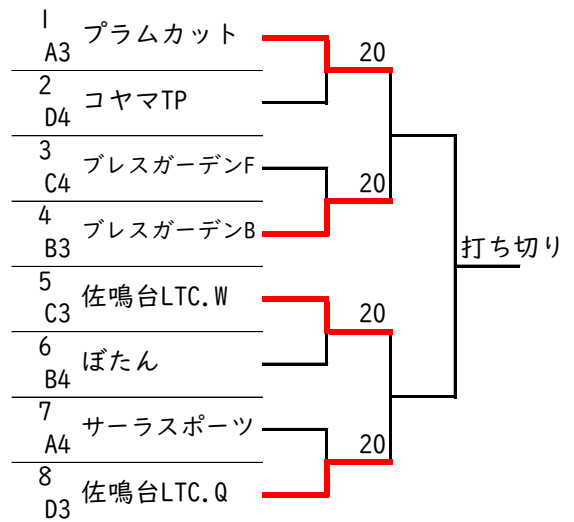 1
A3 プラムカット 20
2
D4 コヤマTP
3
C4 ブレスガーデンF
4
B3 ブレスガーデンB 20
打ち切り
5
C3 佐鳴台LTC.W 20
6
B4 ぼたん
7
A4 サーラスポーツ
8
D3 佐鳴台LTC.Q 20